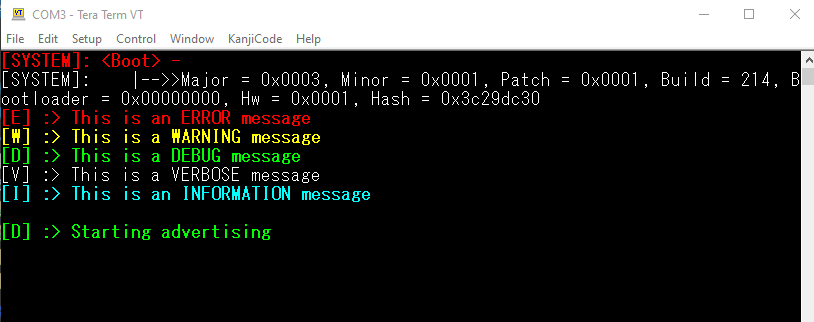 COM3 - Tera Term VT
File Edit Setup Control Window KanjiCode Help
[SYSTEM]: <Boot> -
[SYSTEM]:    |-->>Major = 0x0003, Minor = 0x0001, Patch = 0x0001, Build = 214, B
ootloader = 0x00000000, Hw = 0x0001, Hash = 0x3c29dc30
[E] :> This is an ERROR message
[W] :> This is a WARNING message
[D] :> This is a DEBUG message
[V] :> This is a VERBOSE message
[I] :> This is an INFORMATION message
[D] :> Starting advertising